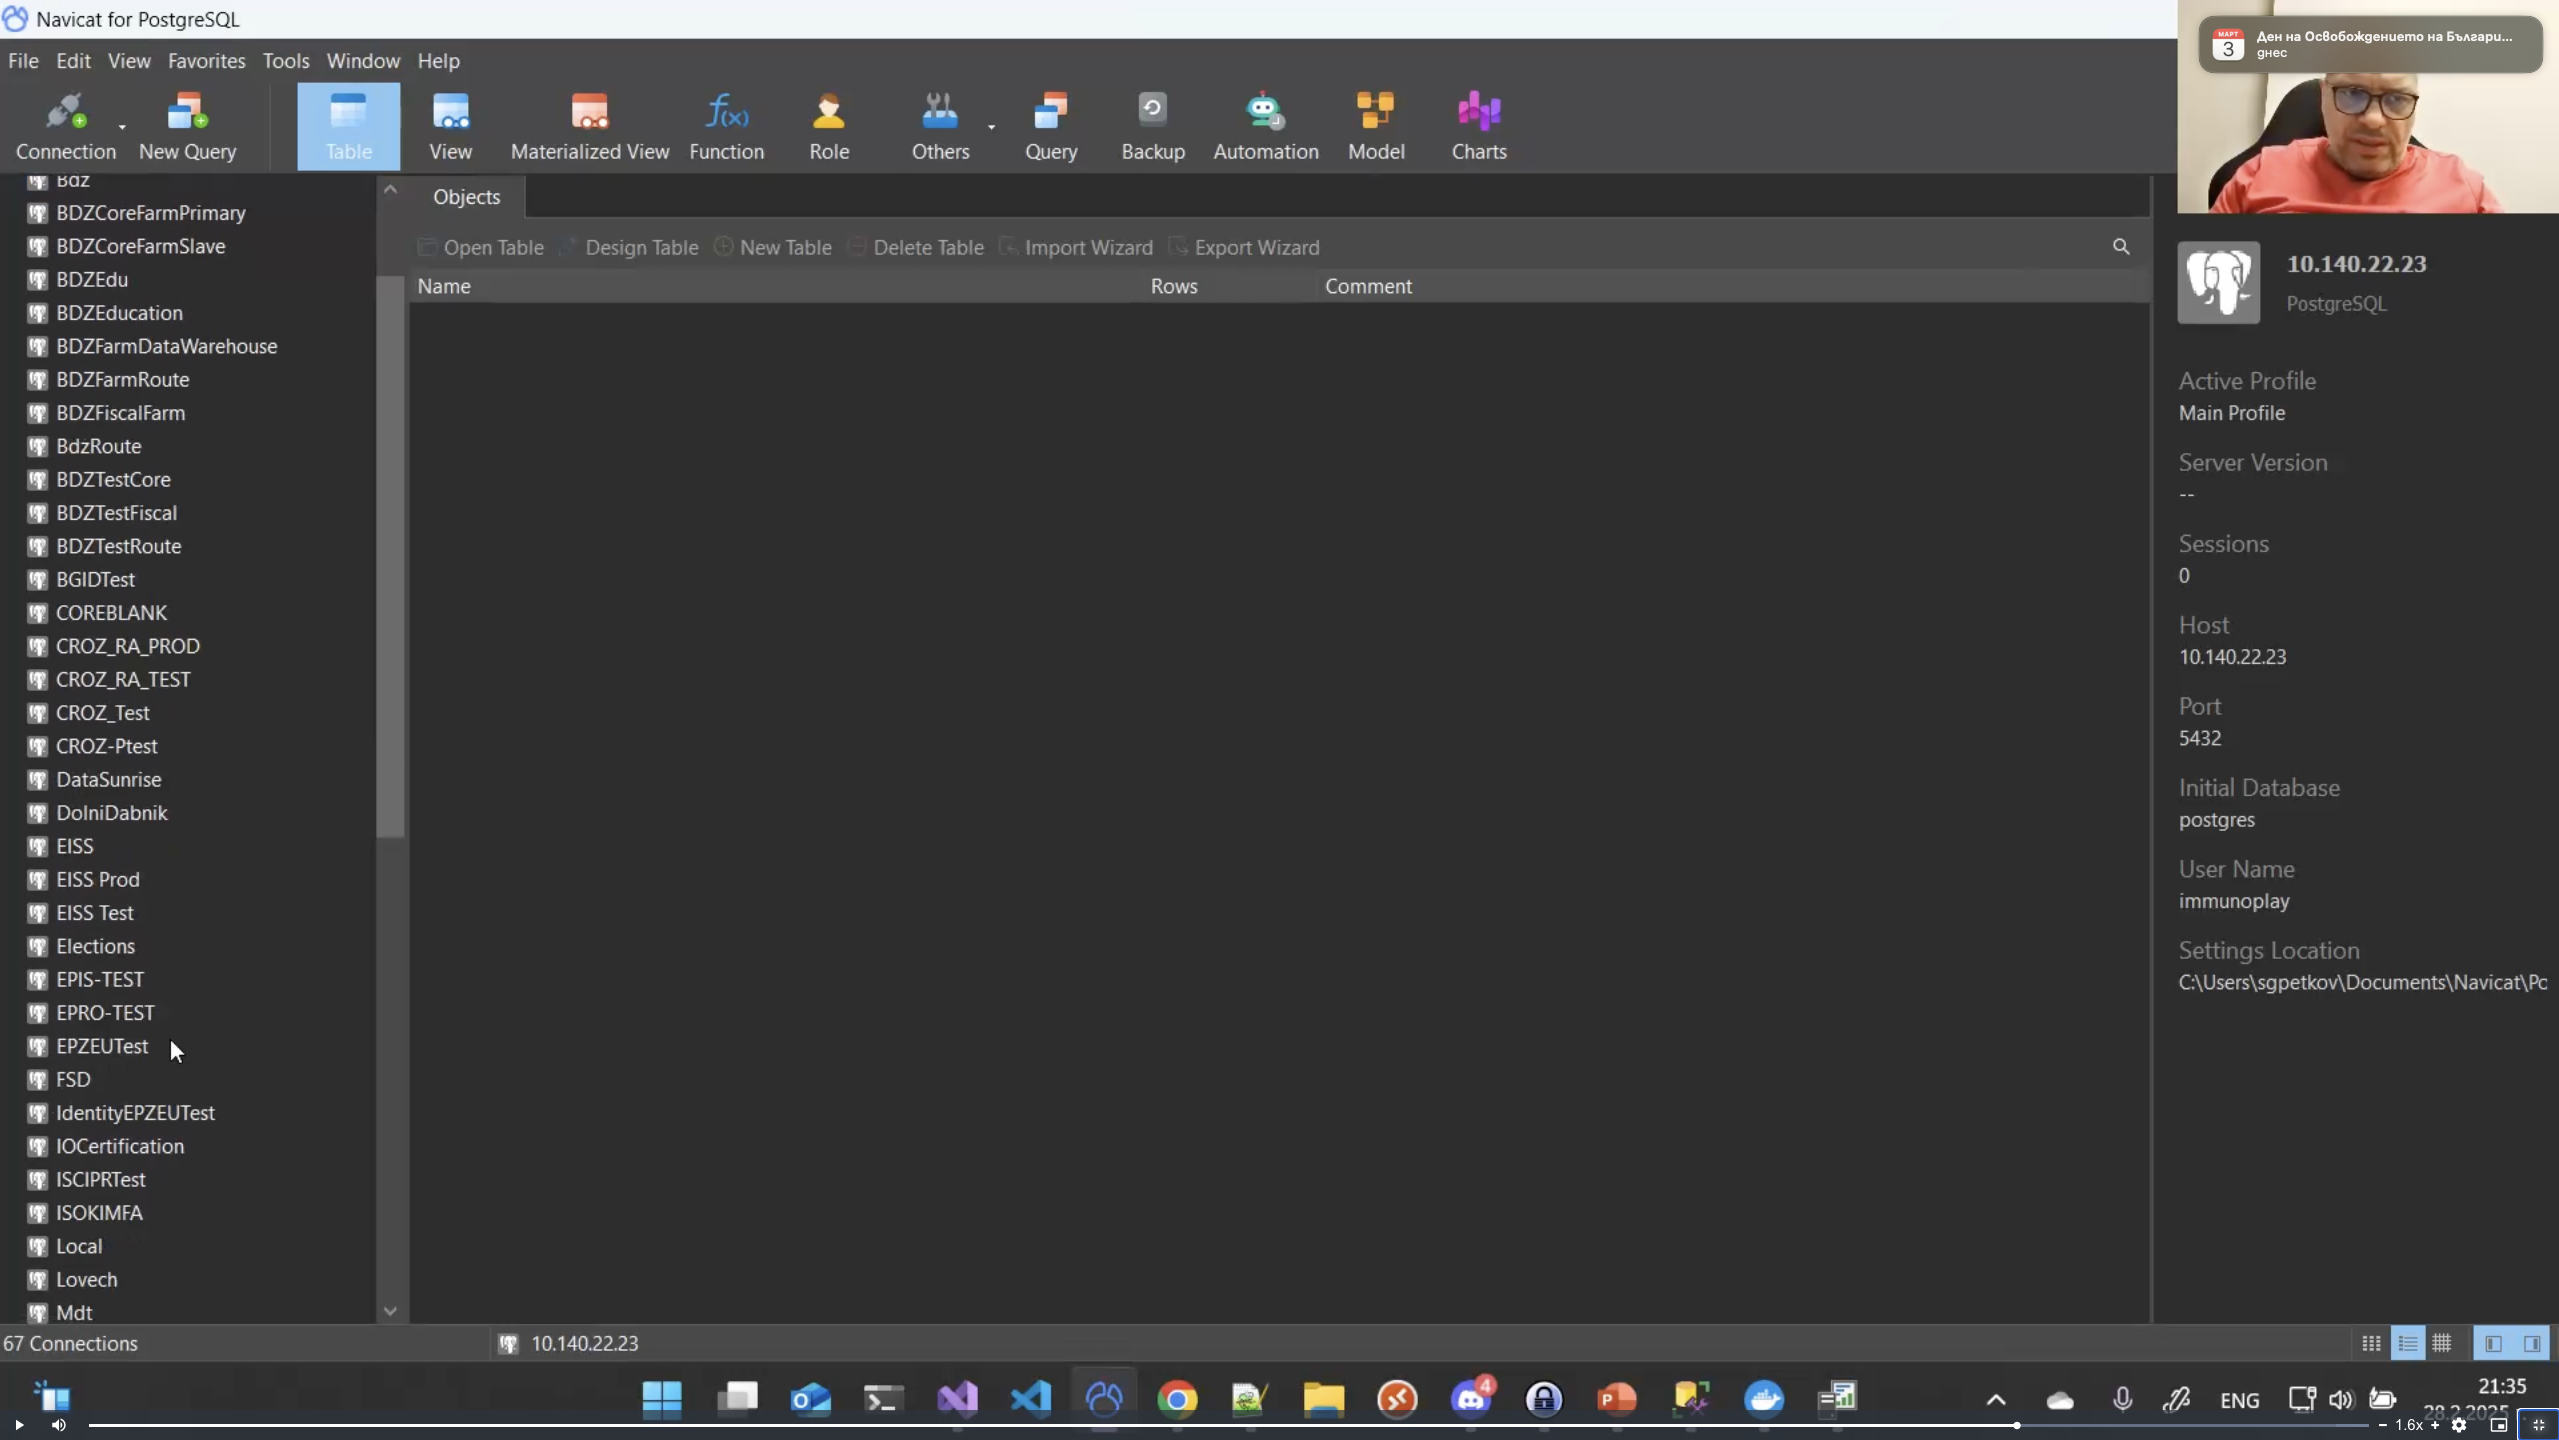 Navicat for PostgreSQL
File Edit View Favorites Tools Window Help
Connection New Query Table View Materialized View Function Role Others Query Backup Automation Model Charts
f(x)
МАРТ
3
Ден на Освобождението на Българи...
днес
Bdz
BDZCoreFarmPrimary
BDZCoreFarmSlave
BDZEdu
BDZEducation
BDZFarmDataWarehouse
BDZFarmRoute
BDZFiscalFarm
BdzRoute
BDZTestCore
BDZTestFiscal
BDZTestRoute
BGIDTest
COREBLANK
CROZ_RA_PROD
CROZ_RA_TEST
CROZ_Test
CROZ-Ptest
DataSunrise
DolniDabnik
EISS
EISS Prod
EISS Test
Elections
EPIS-TEST
EPRO-TEST
EPZEUTest
FSD
IdentityEPZEUTest
IOCertification
ISCIPRTest
ISOKIMFA
Local
Lovech
Mdt
Objects
Open Table Design Table New Table Delete Table Import Wizard Export Wizard
Name Rows Comment
10.140.22.23
PostgreSQL
Active Profile
Main Profile
Server Version
--
Sessions
0
Host
10.140.22.23
Port
5432
Initial Database
postgres
User Name
immunoplay
Settings Location
C:\Users\sgpetkov\Documents\Navicat\Po
67 Connections 10.140.22.23
4
ENG
21:35
28.2.2025 г.
1.6x